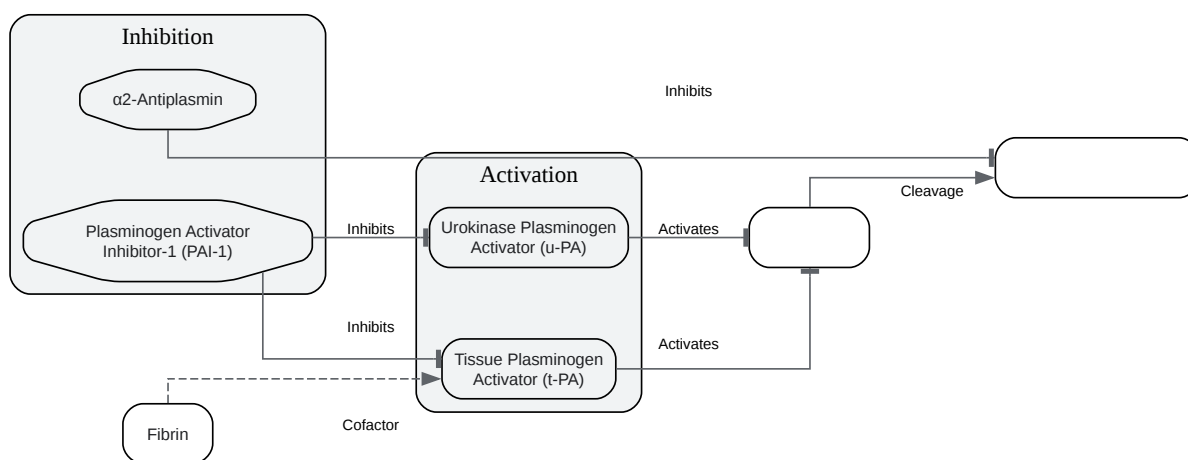 Inhibition
α2-Antiplasmin
Inhibits
Activation
Cleavage
Plasminogen Activator
Inhibitor-1 (PAI-1)
Inhibits
Urokinase Plasminogen
Activator (u-PA)
Activates
Inhibits
Tissue Plasminogen
Activator (t-PA)
Activates
Cofactor
Fibrin